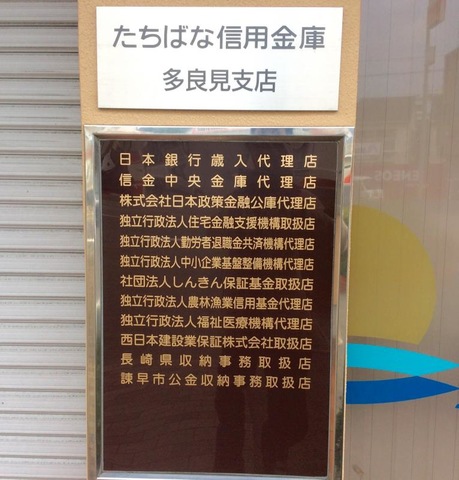 たちばな信用金庫
多良見支店
日本銀行歳入代理店
信金中央金庫代理店
株式会社日本政策金融公庫代理店
独立行政法人住宅金融支援機構取扱店
独立行政法人勤労者退職金共済機構代理店
独立行政法人中小企業基盤整備機構代理店
社団法人しんきん保証基金取扱店
独立行政法人農林漁業信用基金代理店
独立行政法人福祉医療機構代理店
西日本建設業保証株式会社取扱店
長崎県収納事務取扱店
諫早市公金収納事務取扱店
ENEOS